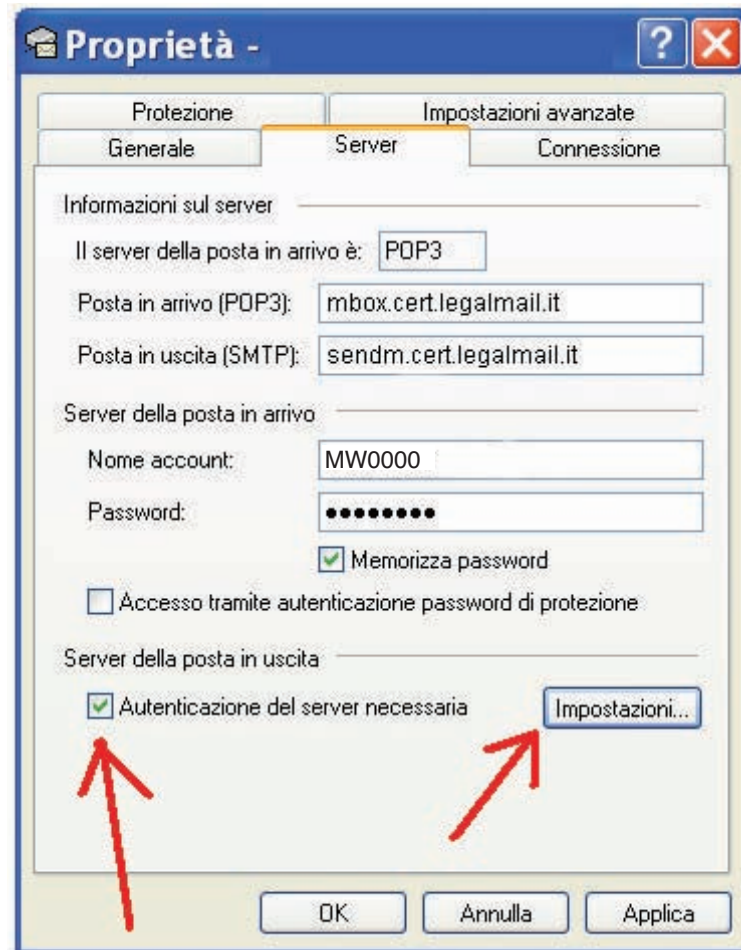 Proprietà -
Protezione Impostazioni avanzate
Generale Server Connessione
Informazioni sul server
Il server della posta in arrivo è: POP3
Posta in arrivo (POP3): mbox.cert.legalmail.it
Posta in uscita (SMTP): sendm.cert.legalmail.it
Server della posta in arrivo
Nome account: MW0000
Password: ●●●●●●●●
Memorizza password
Accesso tramite autenticazione password di protezione
Server della posta in uscita
Autenticazione del server necessaria Impostazioni...
OK Annulla Applica